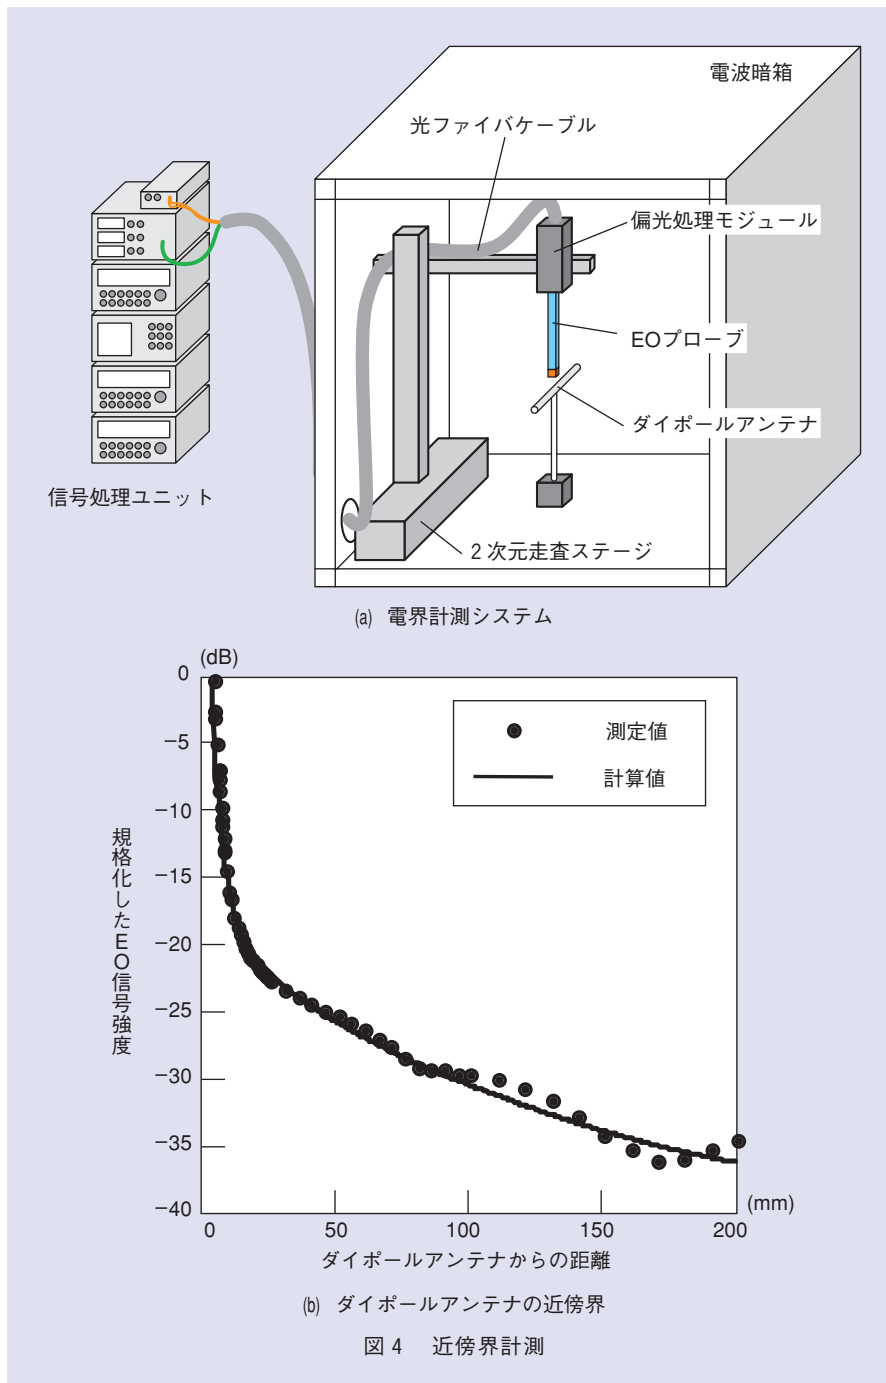 電波暗箱
光ファイバケーブル
偏光処理モジュール
EOプローブ
ダイポールアンテナ
信号処理ユニット
2次元走査ステージ
(a) 電界計測システム
(dB)
0
−5
−10
−15
−20
−25
−30
−35
−40
規格化したEO信号強度
測定値
計算値
(mm)
0 50 100 150 200
ダイポールアンテナからの距離
(b) ダイポールアンテナの近傍界
図4 近傍界計測